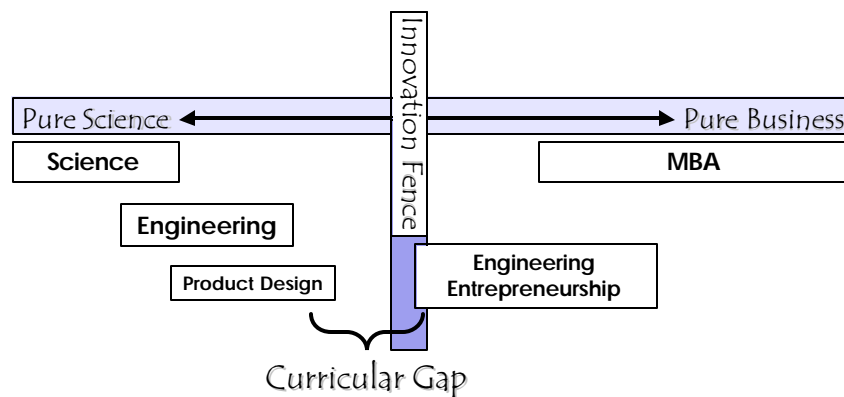 Innovation Fence
Pure Science
Pure Business
Science
MBA
Engineering
Engineering
Entrepreneurship
Product Design
Curricular Gap